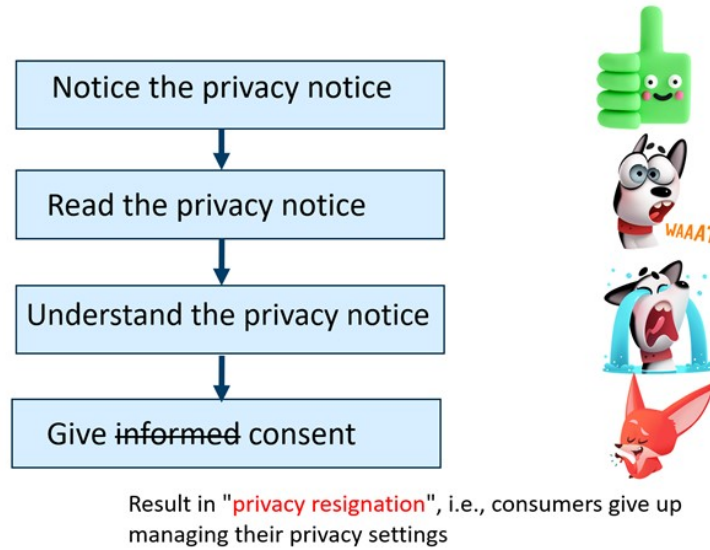 Notice the privacy notice
Read the privacy notice
WAAAT
Understand the privacy notice
Give informed consent
Result in "privacy resignation", i.e., consumers give up
managing their privacy settings